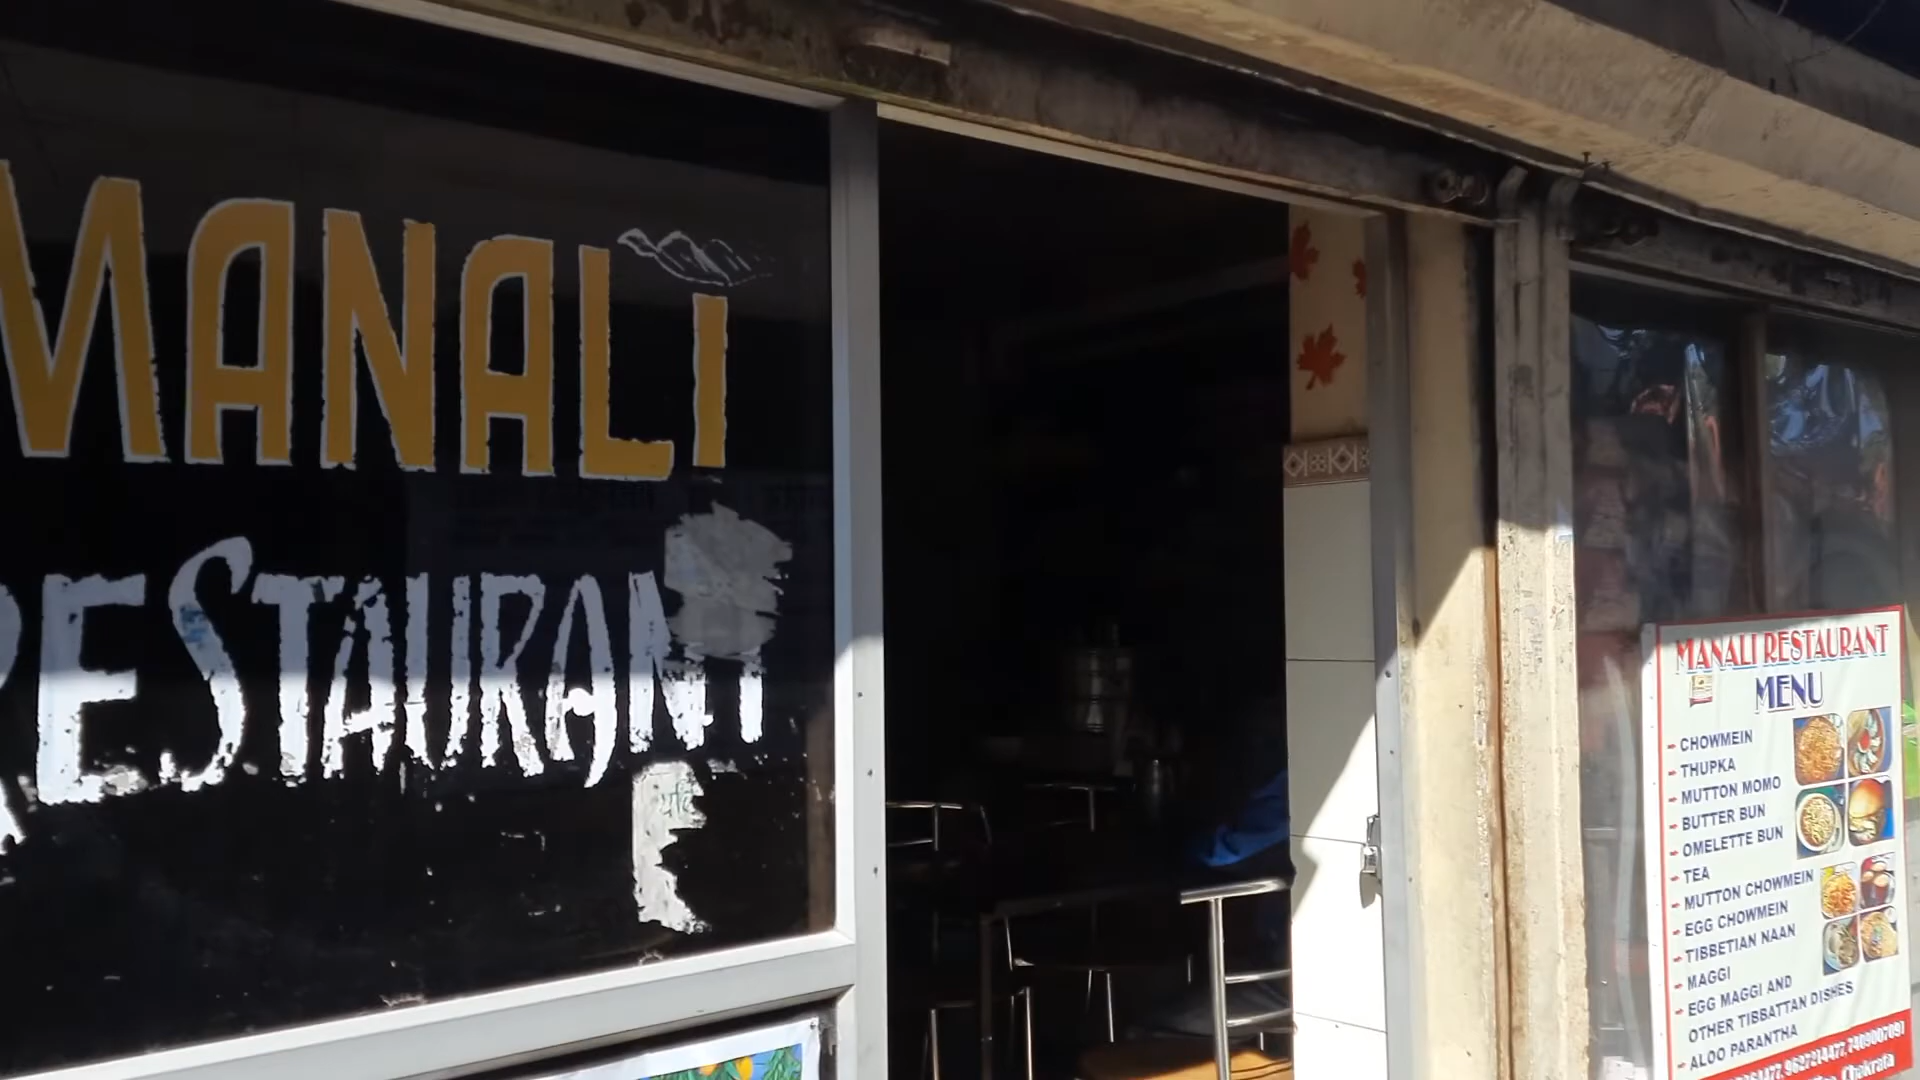 MANALI
RESTAURANT
MANALI RESTAURANT
MENU
CHOWMEIN
THUPKA
MUTTON MOMO
BUTTER BUN
OMELETTE BUN
TEA
MUTTON CHOWMEIN
EGG CHOWMEIN
TIBBETIAN NAAN
MAGGI
EGG MAGGI AND
OTHER TIBBATTAN DISHES
ALOO PARANTHA
Chakrata